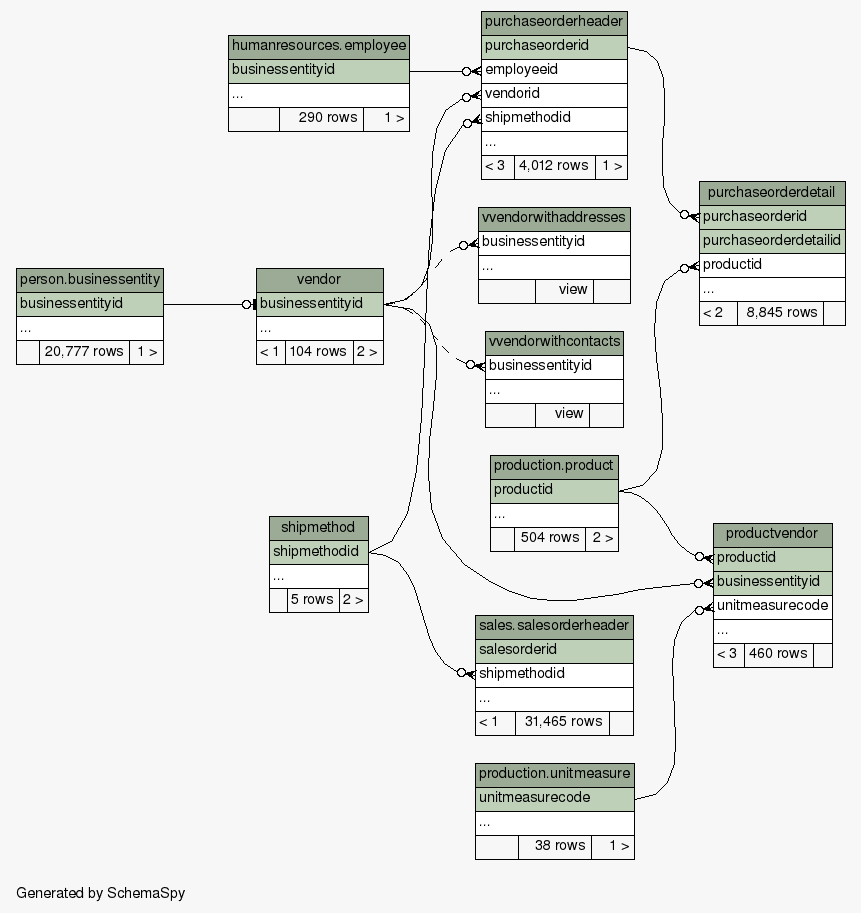 purchaseorderheader
purchaseorderid
employeeid
vendorid
shipmethodid
...
< 3 4,012 rows 1 >
humanresources.employee
businessentityid
...
290 rows 1 >
purchaseorderdetail
purchaseorderid
purchaseorderdetailid
productid
...
< 2 8,845 rows
vvendorwithaddresses
businessentityid
...
view
person.businessentity
businessentityid
...
20,777 rows 1 >
vendor
businessentityid
...
< 1 104 rows 2 >
vvendorwithcontacts
businessentityid
...
view
production.product
productid
...
504 rows 2 >
shipmethod
shipmethodid
...
5 rows 2 >
productvendor
productid
businessentityid
unitmeasurecode
...
< 3 460 rows
sales.salesorderheader
salesorderid
shipmethodid
...
< 1 31,465 rows
production.unitmeasure
unitmeasurecode
...
38 rows 1 >
Generated by SchemaSpy